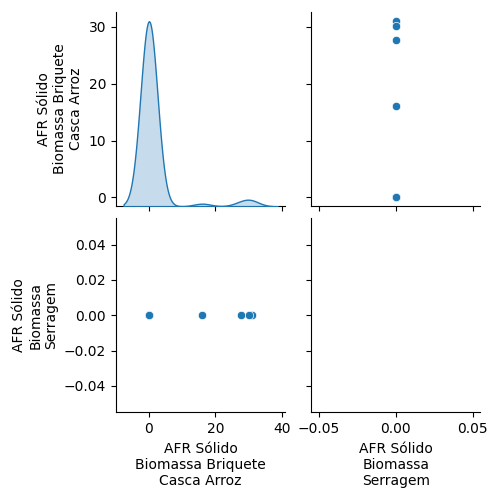 30
20
10
0
AFR Sólido
Biomassa Briquete
Casca Arroz
0.04
0.02
0.00
−0.02
−0.04
AFR Sólido
Biomassa
Serragem
0
20
40
−0.05
0.00
0.05
AFR Sólido
Biomassa Briquete
Casca Arroz
AFR Sólido
Biomassa
Serragem